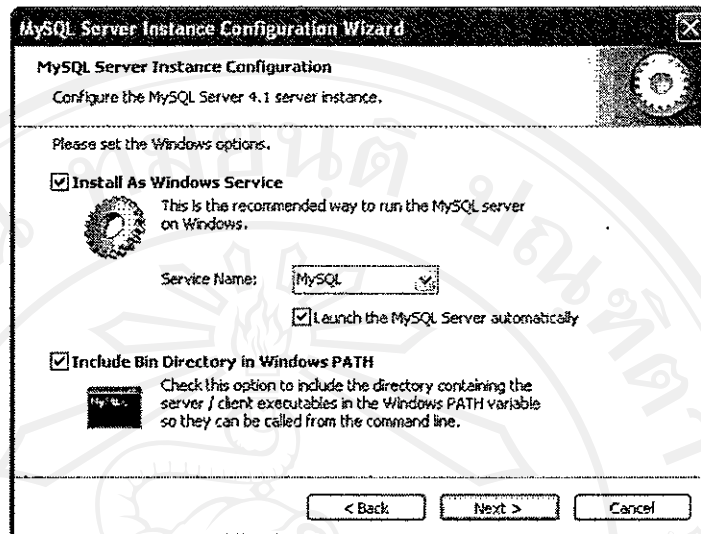 MySQL Server Instance Configuration Wizard
MySQL Server Instance Configuration
Configure the MySQL Server 4.1 server instance.
Please set the Windows options.
Install As Windows Service
This is the recommended way to run the MySQL server
on Windows.
Service Name:
MySQL
Launch the MySQL Server automatically
Include Bin Directory in Windows PATH
Check this option to include the directory containing the
server / client executables in the Windows PATH variable
so they can be called from the command line.
< Back
Next >
Cancel